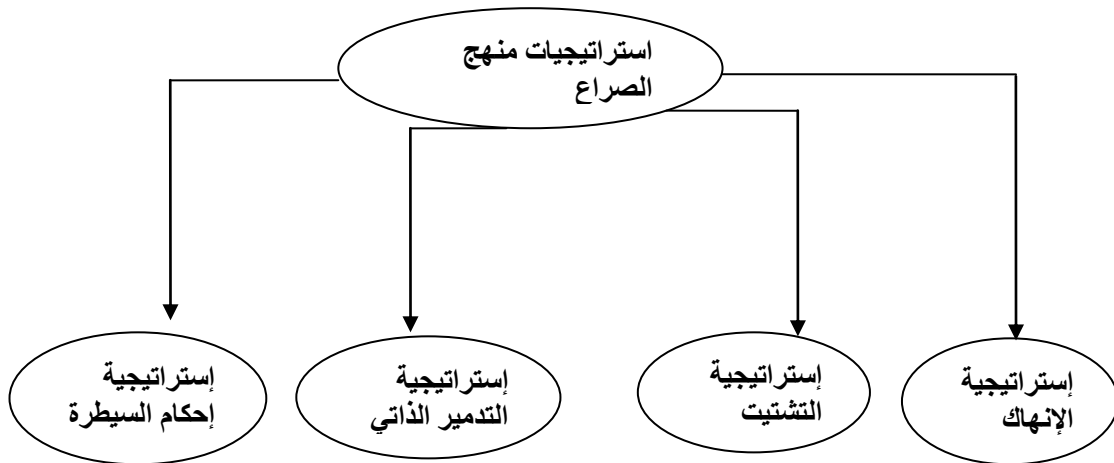 استراتيجيات منهج
الصراع
إستراتيجية
الإنهاك
إستراتيجية
التشتيت
إستراتيجية
التدمير الذاتي
إستراتيجية
إحكام السيطرة